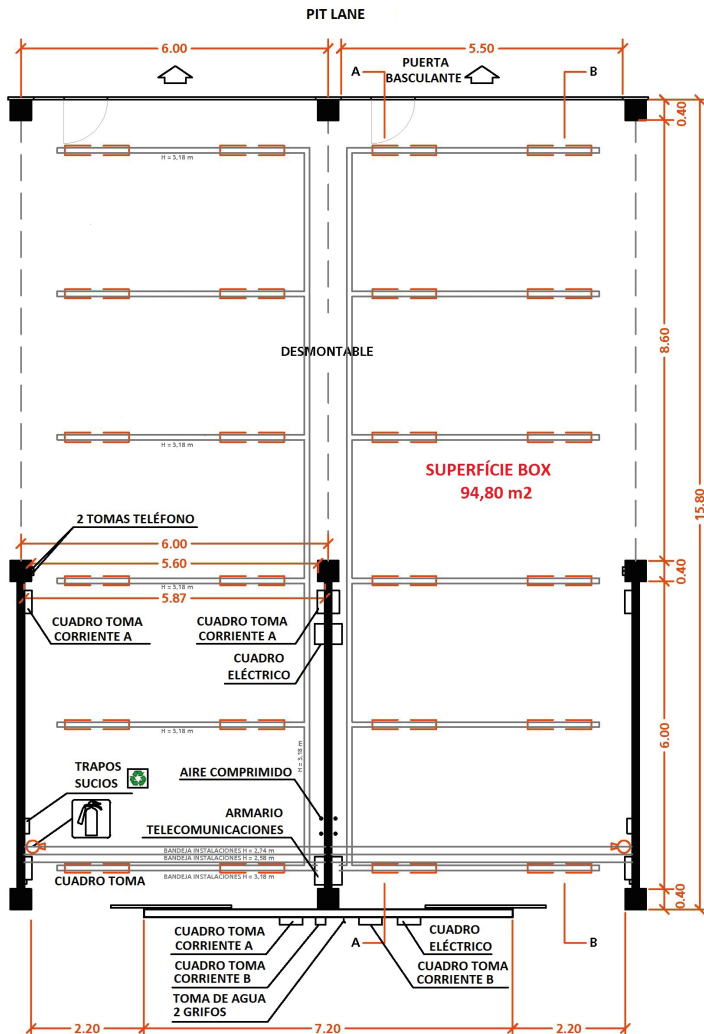 PIT LANE
6.00
5.50
A
PUERTA
BASCULANTE
B
0.40
H = 3,18 m
8.60
DESMONTABLE
H = 3,18 m
SUPERFÍCIE BOX
94,80 m2
15.80
2 TOMAS TELÉFONO
6.00
5.60
0.40
H = 3,18 m
5.87
CUADRO TOMA
CORRIENTE A
CUADRO TOMA
CORRIENTE A
CUADRO
ELÉCTRICO
H = 3,18 m
H = 3,18 m
6.00
TRAPOS
SUCIOS
AIRE COMPRIMIDO
ARMARIO
TELECOMUNICACIONES
BANDEJA INSTALACIONES H = 2,74 m
BANDEJA INSTALACIONES H = 2,58 m
BANDEJA INSTALACIONES H = 3,18 m
CUADRO TOMA
0.40
CUADRO TOMA
CORRIENTE A
A
CUADRO
ELÉCTRICO
B
CUADRO TOMA
CORRIENTE B
CUADRO TOMA
CORRIENTE B
TOMA DE AGUA
2 GRIFOS
2.20
7.20
2.20